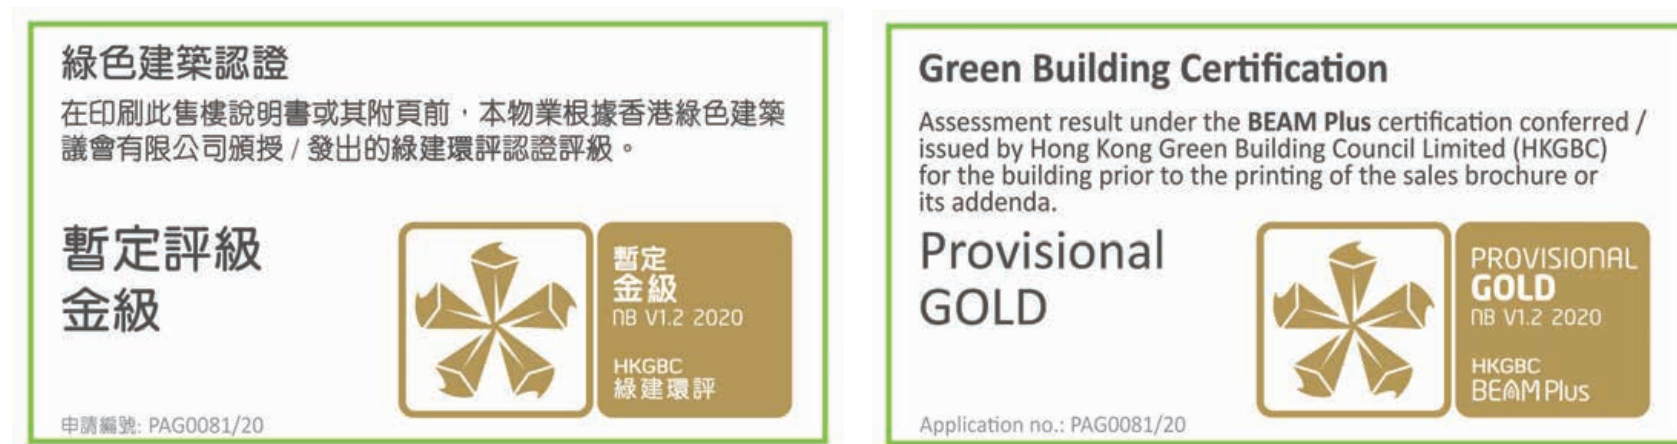 綠色建築認證
在印刷此售樓說明書或其附頁前，本物業根據香港綠色建築
議會有限公司頒授 / 發出的綠建環評認證評級。
暫定評級
金級
暫定
金級
NB V1.2 2020
HKGBC
綠建環評
申請編號: PAG0081/20
Green Building Certification
Assessment result under the BEAM Plus certification conferred /
issued by Hong Kong Green Building Council Limited (HKGBC)
for the building prior to the printing of the sales brochure or
its addenda.
Provisional
GOLD
PROVISIONAL
GOLD
NB V1.2 2020
HKGBC
BEAM Plus
Application no.: PAG0081/20